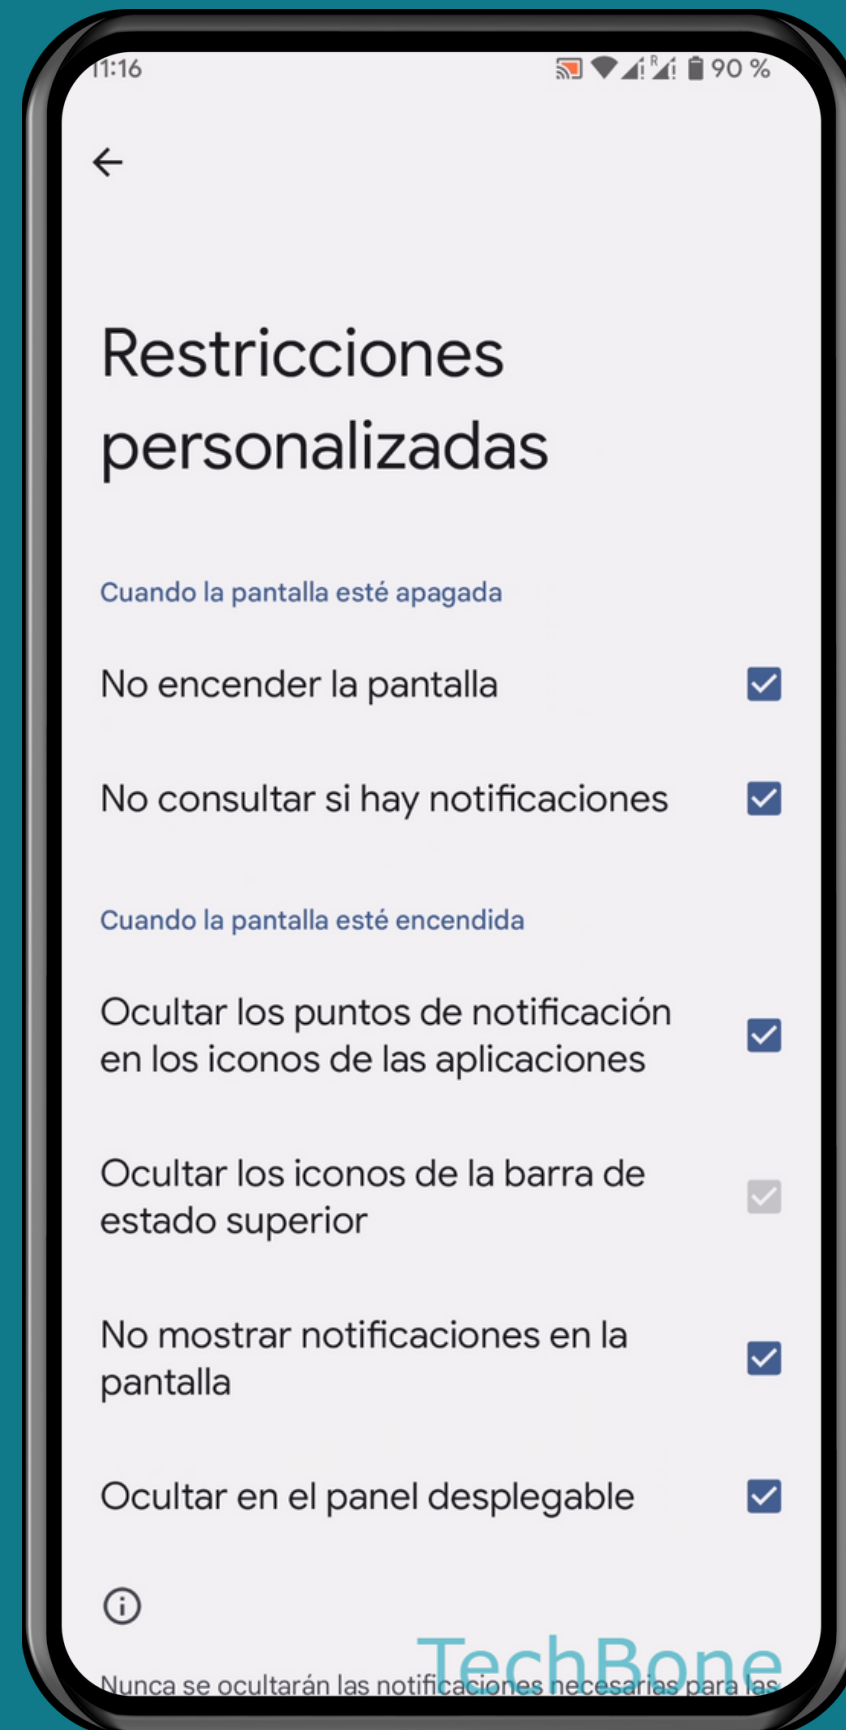 11:16
R
90 %
Restricciones
personalizadas
Cuando la pantalla esté apagada
No encender la pantalla
No consultar si hay notificaciones
Cuando la pantalla esté encendida
Ocultar los puntos de notificación
en los iconos de las aplicaciones
Ocultar los iconos de la barra de
estado superior
No mostrar notificaciones en la
pantalla
Ocultar en el panel desplegable
TechBone
Nunca se ocultarán las notificaciones necesarias para las